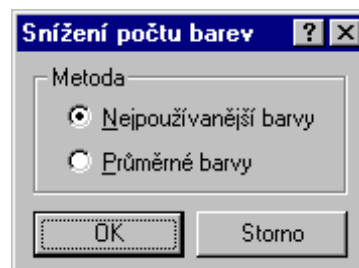 Snížení počtu barev
Metoda
Nejpoužívanější barvy
Průměrné barvy
OK Storno